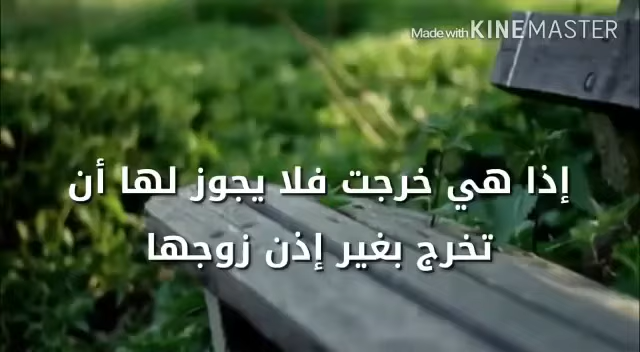 Made with KINEMASTER
إذا هي خرجت فلا يجوز لها أن
تخرج بغير إذن زوجها